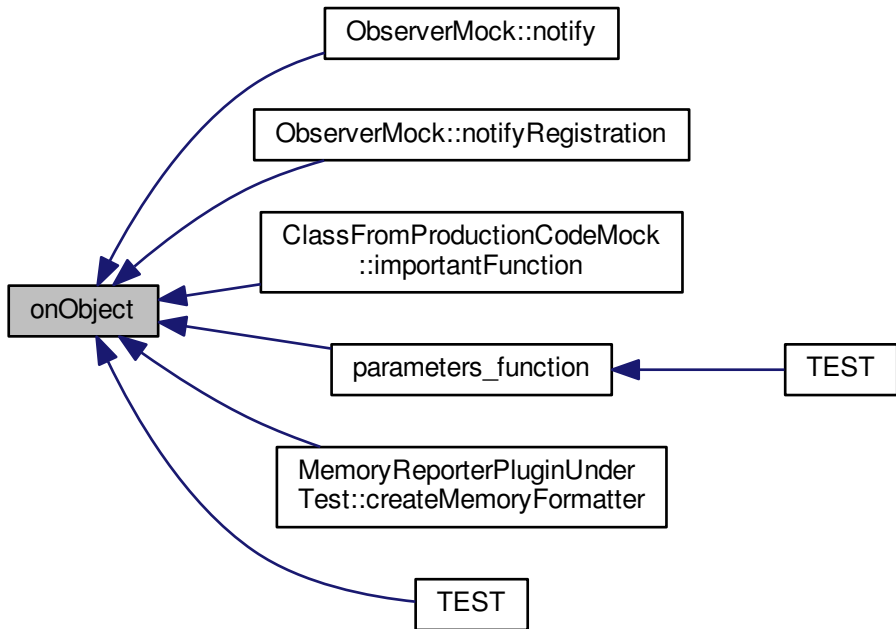 ObserverMock::notify
ObserverMock::notifyRegistration
ClassFromProductionCodeMock
::importantFunction
onObject
parameters_function
TEST
MemoryReporterPluginUnder
Test::createMemoryFormatter
TEST